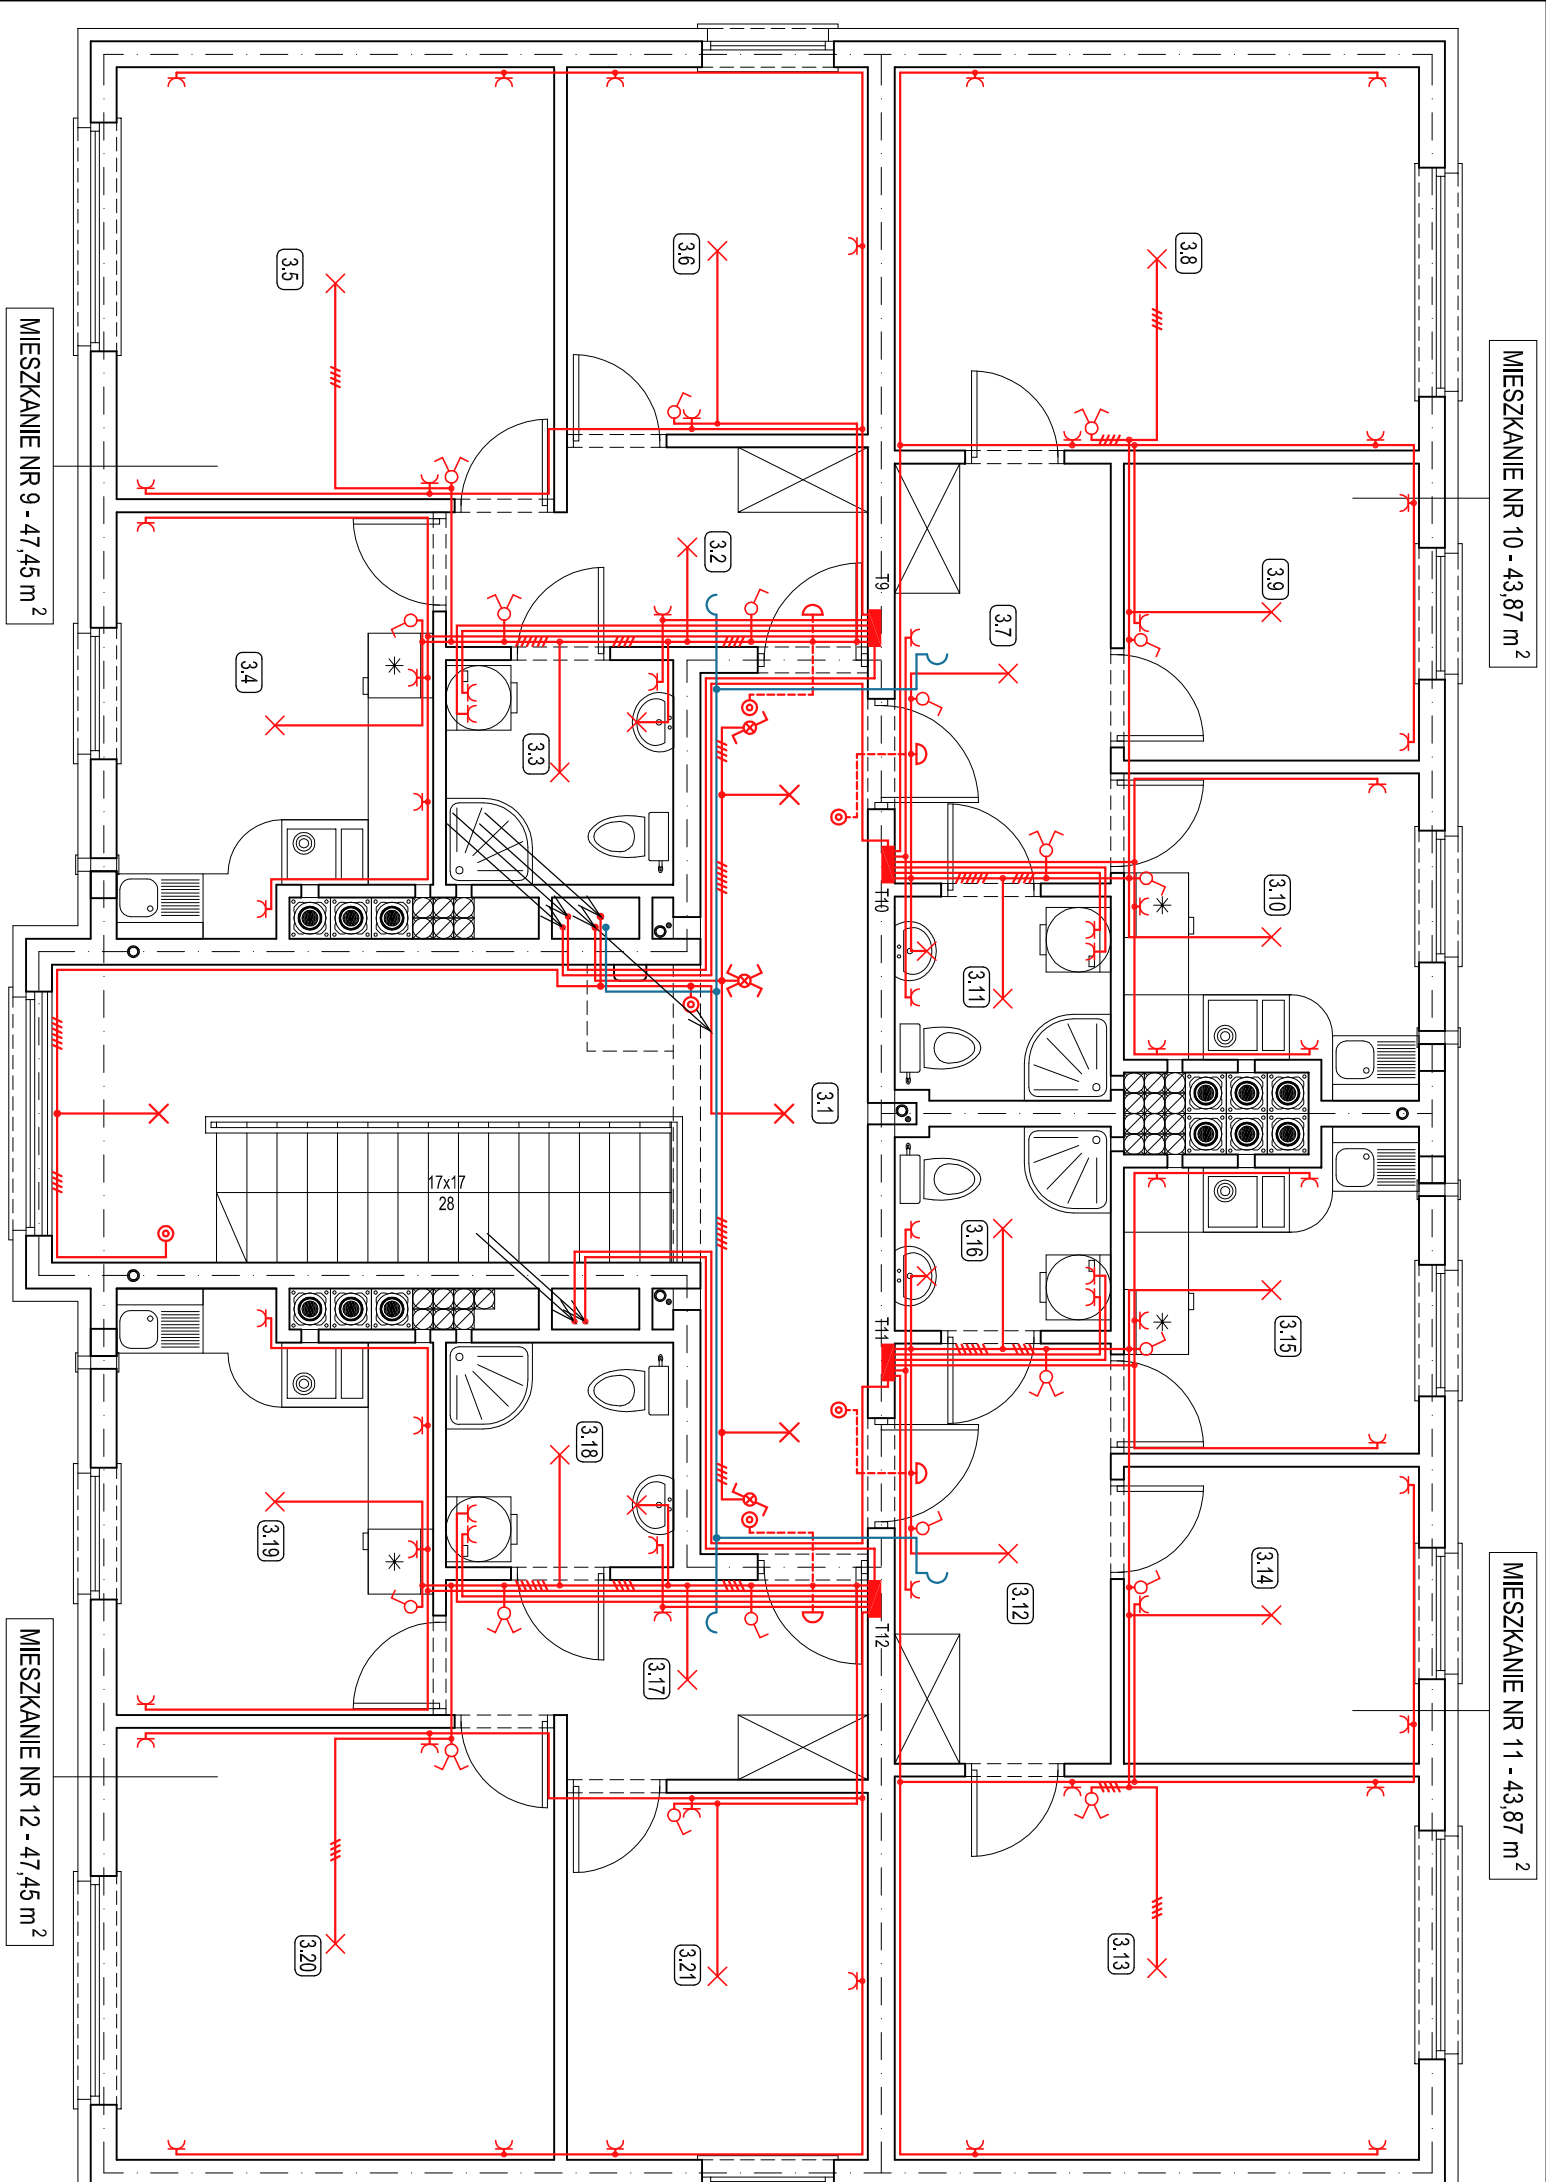 MIESZKANIE NR 10 - 43,87 m²
MIESZKANIE NR 11 - 43,87 m²
3.8
3.9
3.10
3.15
3.14
3.13
3.7
3.11
3.16
3.12
T9
T10
T11
T12
3.1
3.6
3.2
3.17
3.21
3.3
3.18
17x17
28
3.5
3.4
3.19
3.20
MIESZKANIE NR 9 - 47,45 m²
MIESZKANIE NR 12 - 47,45 m²